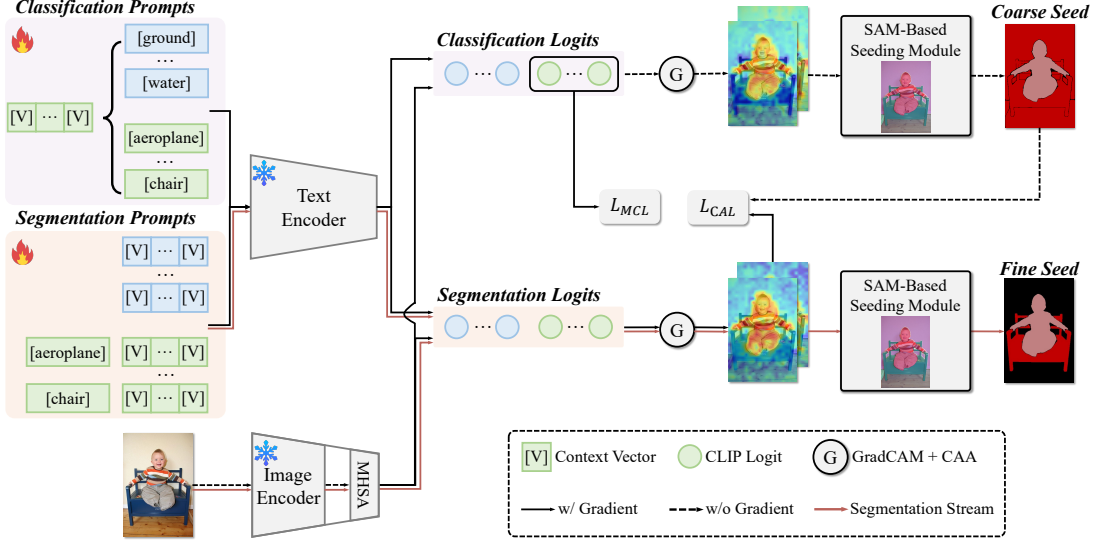 Classification Prompts
[ground]
...
[water]
[V] ... [V]
[aeroplane]
...
[chair]
Segmentation Prompts
[V] ... [V]
...
[V] ... [V]
[aeroplane] [V] ... [V]
...
[chair] [V] ... [V]
Text
Encoder
Image
Encoder
MHSA
Classification Logits
... ...
G
SAM-Based
Seeding Module
Coarse Seed
L_MCL
L_CAL
Segmentation Logits
... ...
G
SAM-Based
Seeding Module
Fine Seed
[V] Context Vector
CLIP Logit
G GradCAM + CAA
w/ Gradient
w/o Gradient
Segmentation Stream